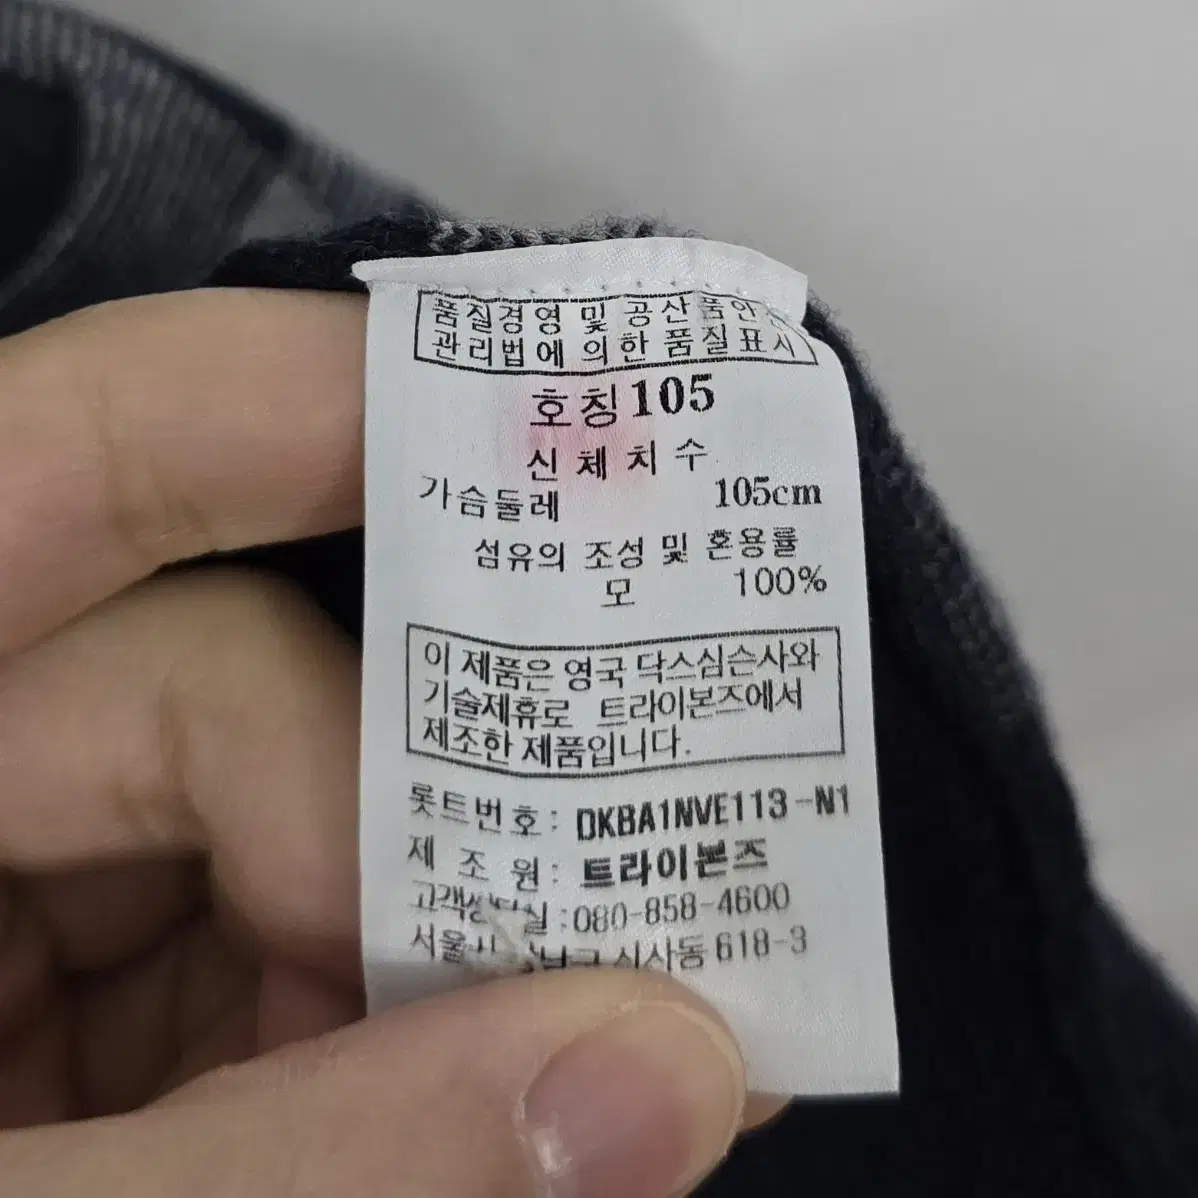 품질경영 및 공산품안전
관리법에 의한 품질표시
호칭 105
신체치수
가슴둘레 105cm
섬유의 조성 및 혼용률
모 100%
이 제품은 영국 닥스심슨사와
기술제휴로 트라이본즈에서
제조한 제품입니다.
롯트번호: DKBA1NVE113-N1
제 조 원: 트라이본즈
:080-858-4600
신사동 618-3